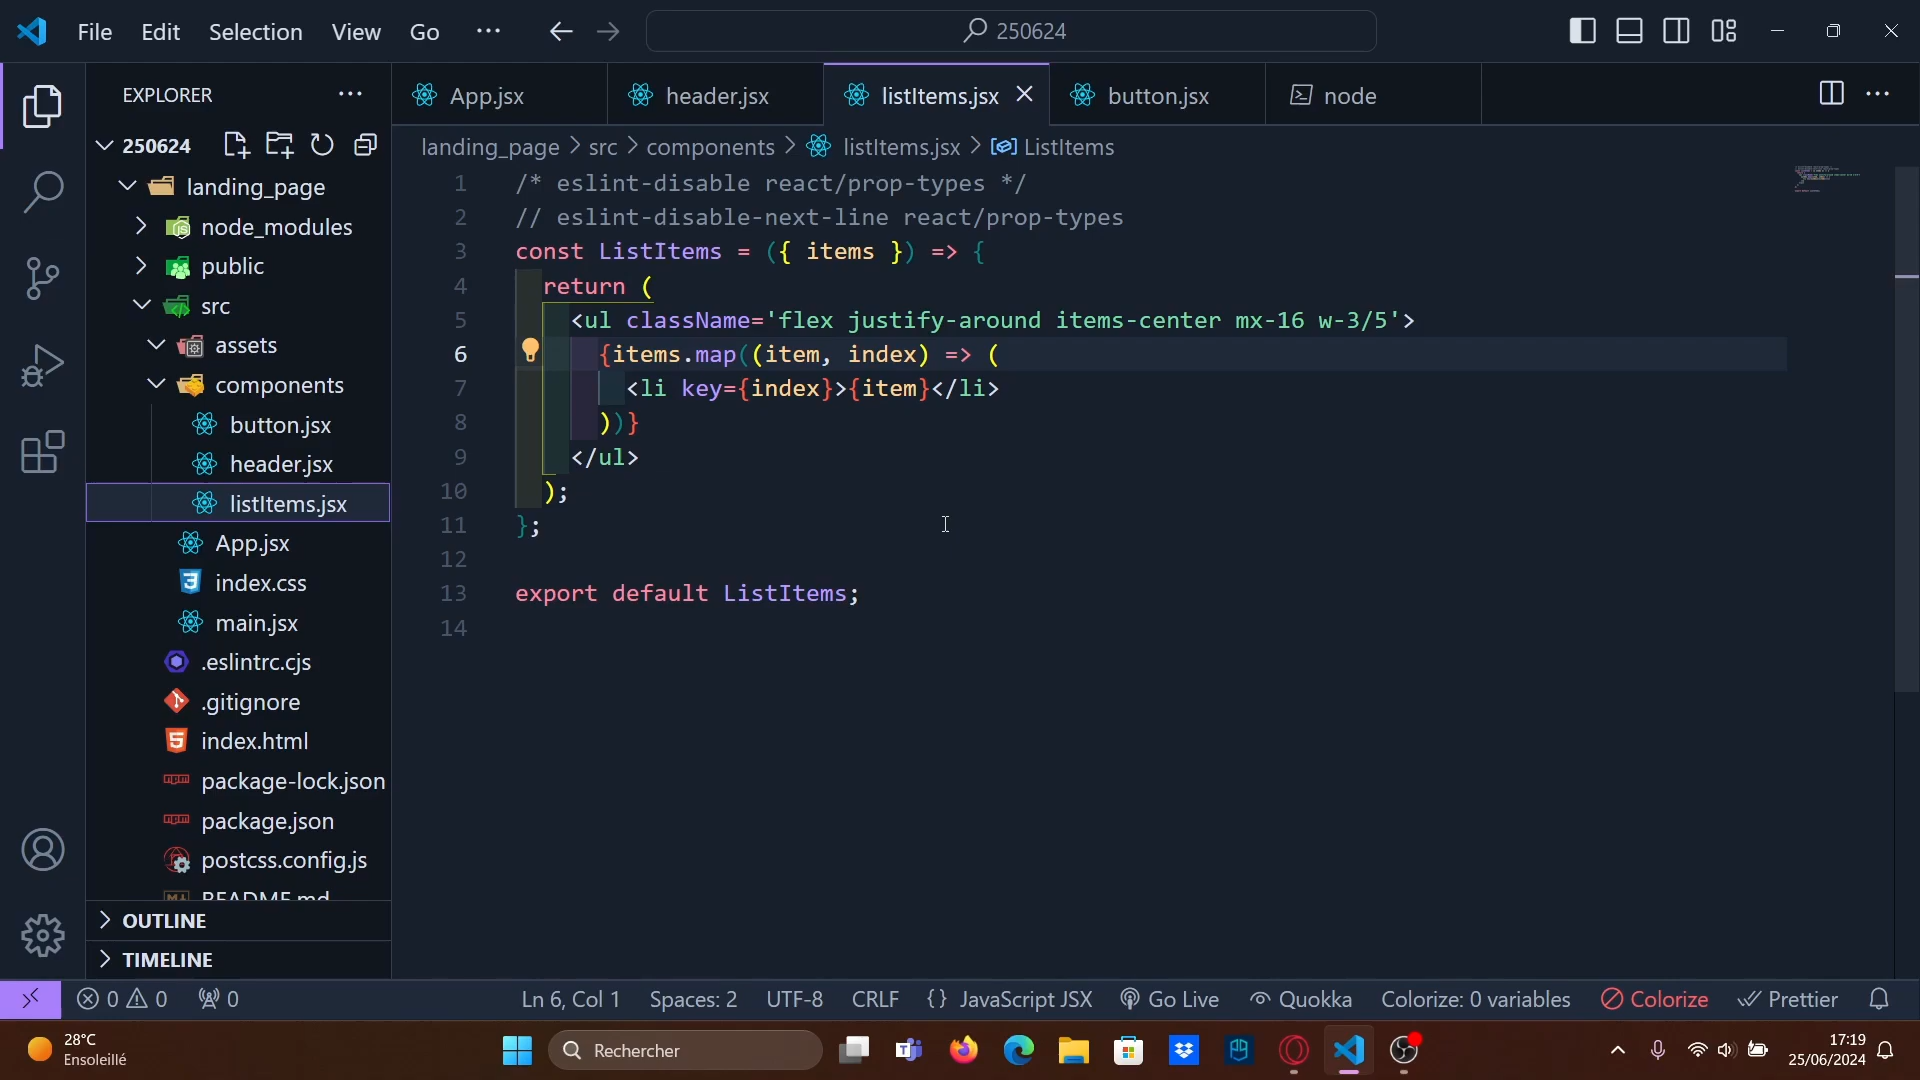 File Edit Selection View Go ··· 250624
EXPLORER ···
250624
landing_page
node_modules
public
src
assets
components
button.jsx
header.jsx
listItems.jsx
App.jsx
index.css
main.jsx
.eslintrc.cjs
.gitignore
index.html
package-lock.json
package.json
postcss.config.js
README.md
OUTLINE
TIMELINE
App.jsx header.jsx listItems.jsx button.jsx node ···
landing_page > src > components > listItems.jsx > ListItems
1 /* eslint-disable react/prop-types */
2 // eslint-disable-next-line react/prop-types
3 const ListItems = ({ items }) => {
4 return (
5 <ul className='flex justify-around items-center mx-16 w-3/5'>
6 {items.map((item, index) => (
7 <li key={index}>{item}</li>
8 ))}
9 </ul>
10 );
11 };
12
13 export default ListItems;
14
0 0 0 Ln 6, Col 1 Spaces: 2 UTF-8 CRLF {} JavaScript JSX Go Live Quokka Colorize: 0 variables Colorize Prettier
28°C
Ensoleillé
Rechercher
17:19
25/06/2024